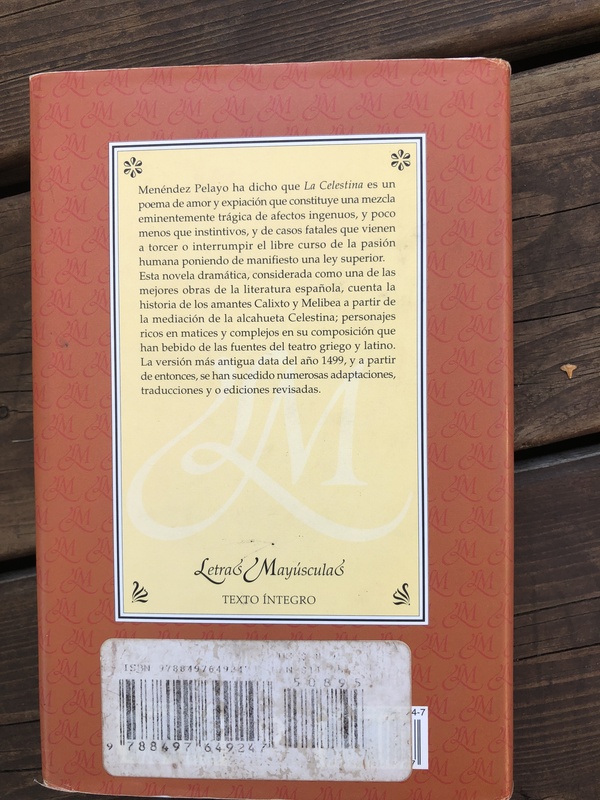 Menéndez Pelayo ha dicho que La Celestina es un
poema de amor y expiación que constituye una mezcla
eminentemente trágica de afectos ingenuos, y poco
menos que instintivos, y de casos fatales que vienen
a torcer o interrumpir el libre curso de la pasión
humana poniendo de manifiesto una ley superior.
Esta novela dramática, considerada como una de las
mejores obras de la literatura española, cuenta la
historia de los amantes Calixto y Melibea a partir de
la mediación de la alcahueta Celestina; personajes
ricos en matices y complejos en su composición que
han bebido de las fuentes del teatro griego y latino.
La versión más antigua data del año 1499, y a partir
de entonces, se han sucedido numerosas adaptaciones,
traducciones y o ediciones revisadas.
LM
Letras Mayúsculas
TEXTO ÍNTEGRO
ISBN
50895
4-7
9 788497 649247